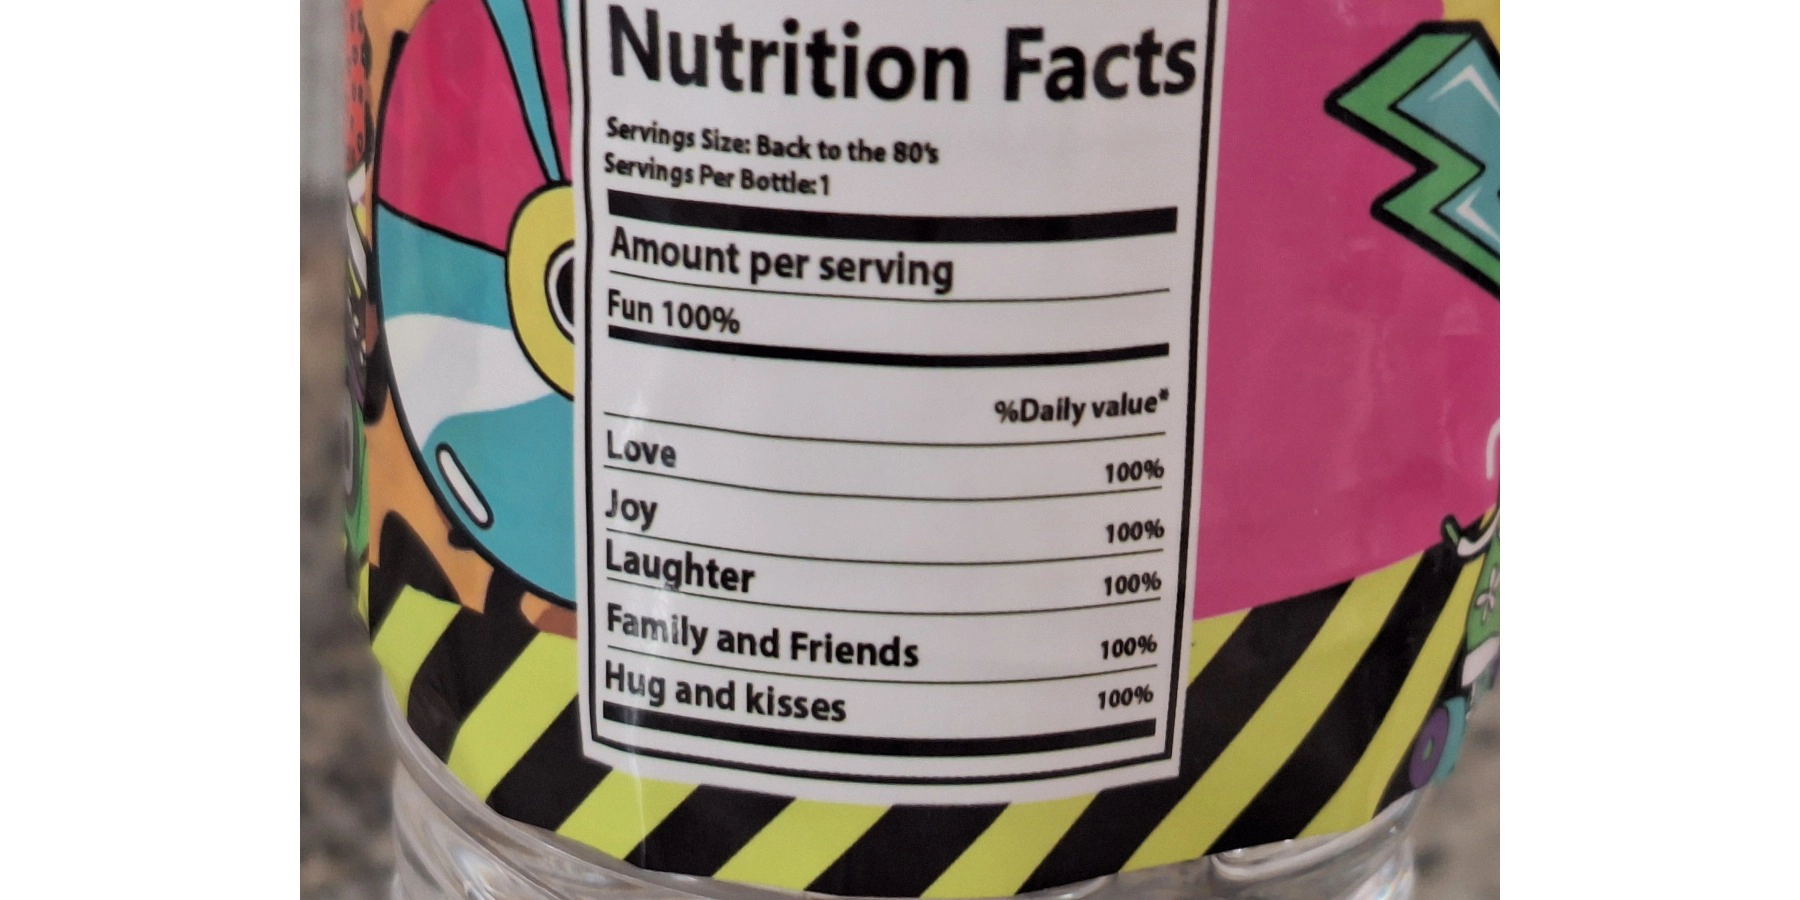 Nutrition Facts
Servings Size: Back to the 80's
Servings Per Bottle:1
Amount per serving
Fun 100%
%Daily value*
Love 100%
Joy 100%
Laughter 100%
Family and Friends 100%
Hug and kisses 100%